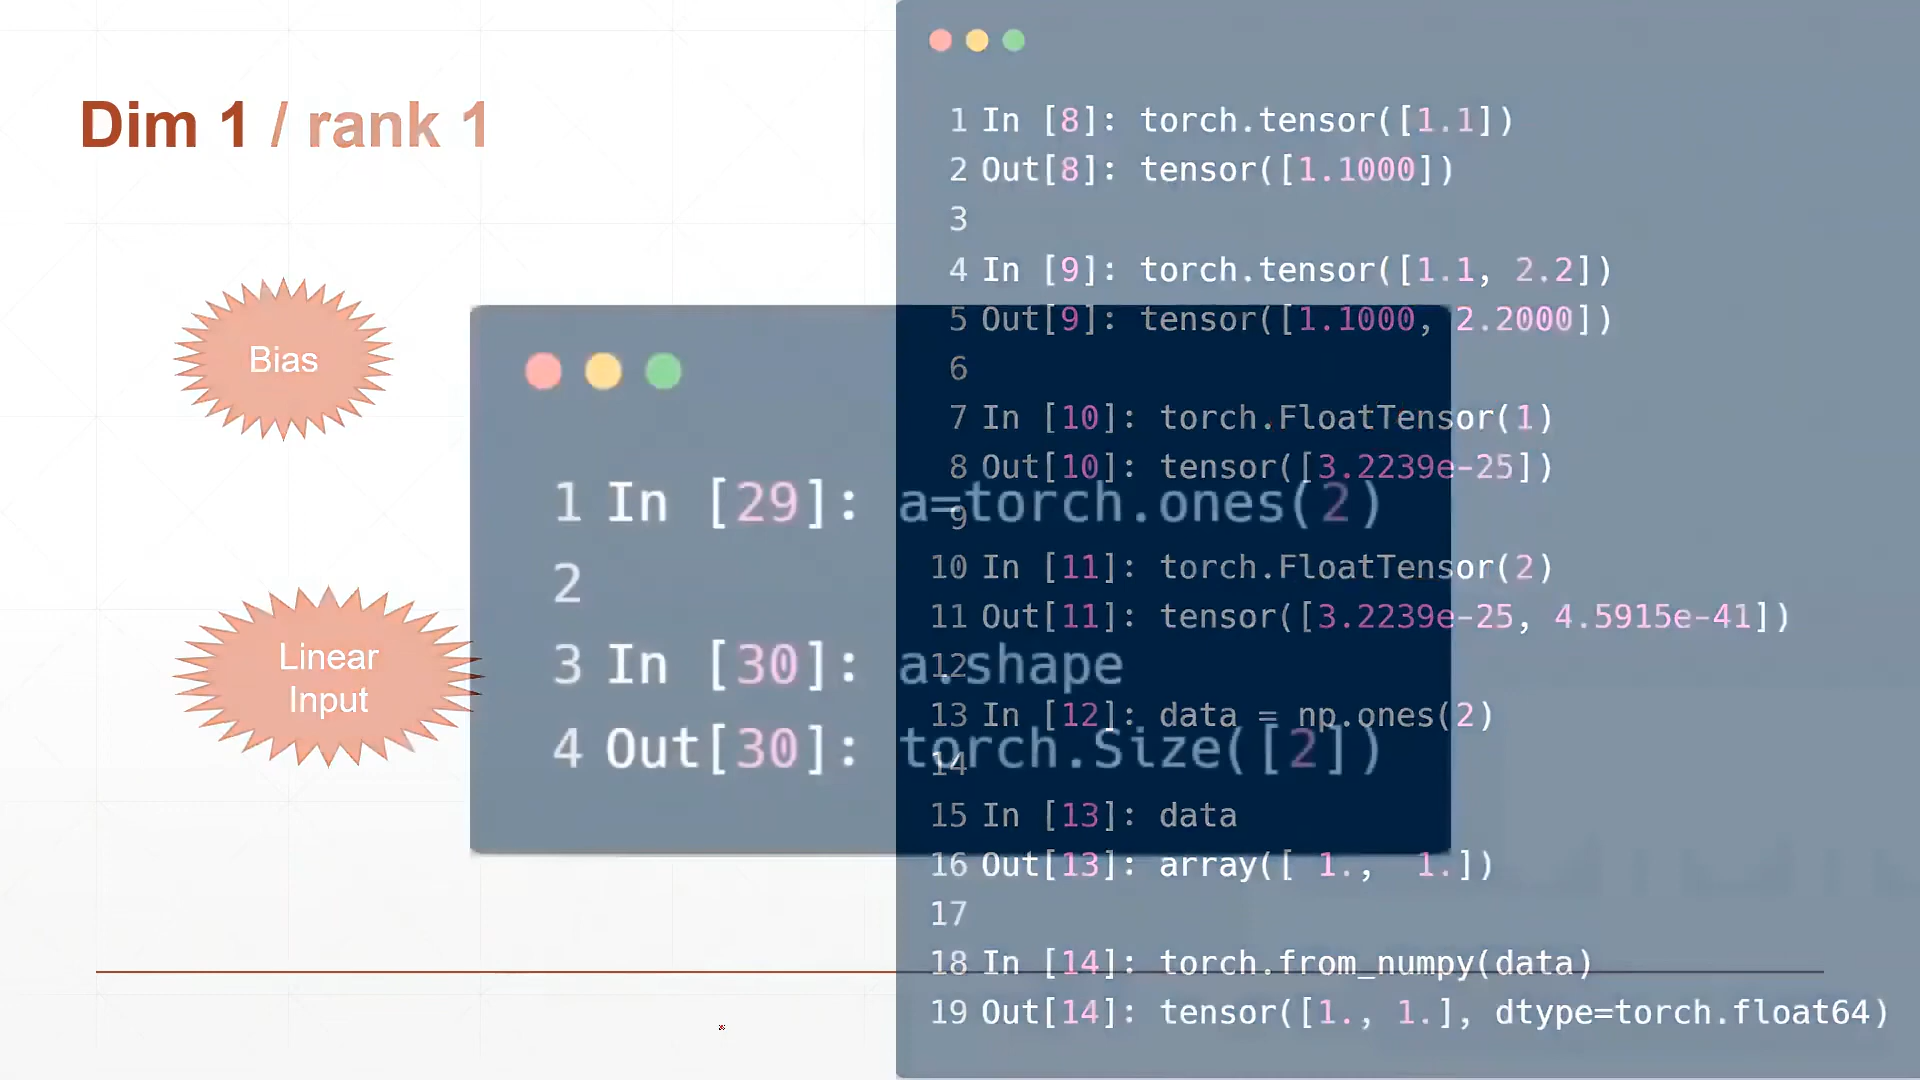 Dim 1 / rank 1
Bias
Linear
Input
1 In [29]: a=torch.ones(2)
2
3 In [30]: a.shape
4 Out[30]: torch.Size([2])
1 In [8]: torch.tensor([1.1])
2 Out[8]: tensor([1.1000])
3
4 In [9]: torch.tensor([1.1, 2.2])
5 Out[9]: tensor([1.1000, 2.2000])
6
7 In [10]: torch.FloatTensor(1)
8 Out[10]: tensor([3.2239e-25])
9
10 In [11]: torch.FloatTensor(2)
11 Out[11]: tensor([3.2239e-25, 4.5915e-41])
12
13 In [12]: data = np.ones(2)
14
15 In [13]: data
16 Out[13]: array([ 1.,  1.])
17
18 In [14]: torch.from_numpy(data)
19 Out[14]: tensor([1., 1.], dtype=torch.float64)